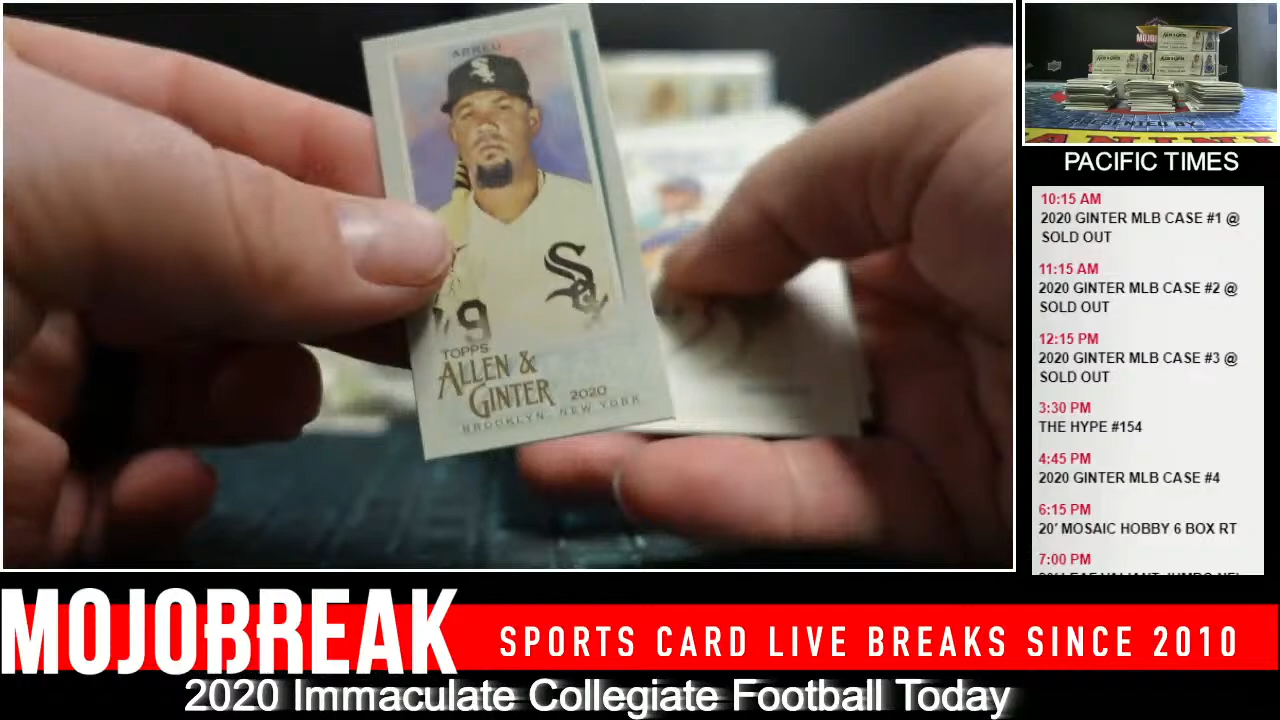 ABREU
Sox
Sox
79
TOPPS
ALLEN &
GINTER
2020
BROOKLYN, NEW YORK
PACIFIC TIMES
10:15 AM
2020 GINTER MLB CASE #1 @
SOLD OUT
11:15 AM
2020 GINTER MLB CASE #2 @
SOLD OUT
12:15 PM
2020 GINTER MLB CASE #3 @
SOLD OUT
3:30 PM
THE HYPE #154
4:45 PM
2020 GINTER MLB CASE #4
6:15 PM
20' MOSAIC HOBBY 6 BOX RT
7:00 PM
MOJOBREAK
SPORTS CARD LIVE BREAKS SINCE 2010
2020 Immaculate Collegiate Football Today